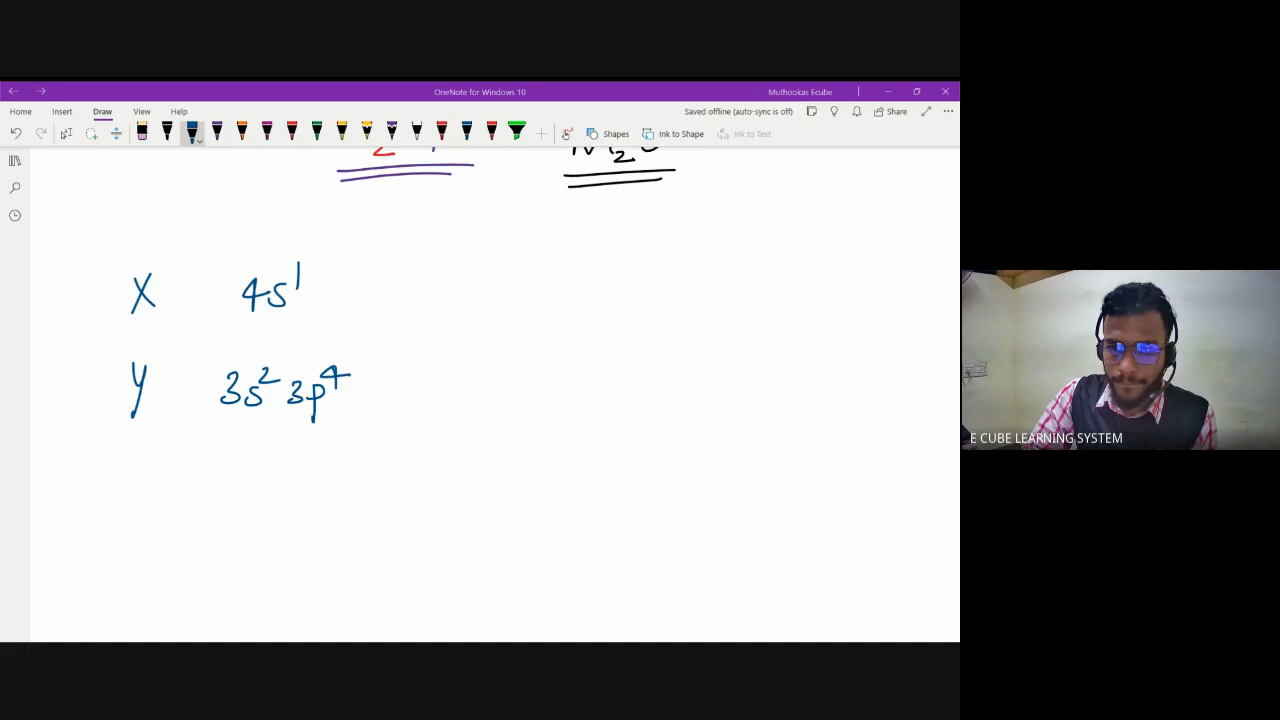 OneNote for Windows 10
Muthookas Ecube
Home Insert Draw View Help
Saved offline (auto-sync is off)
Share
Shapes
Ink to Shape
Ink to Text
2
X 4s¹
Y 3s² 3p⁴
E CUBE LEARNING SYSTEM